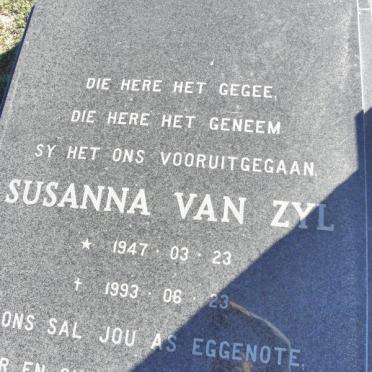 DIE HERE HET GEGEE,
DIE HERE HET GENEEM
SY HET ONS VOORUITGEGAAN.
SUSANNA VAN ZYL
★ 1947 · 03 · 23
† 1993 · 06 · 23
ONS SAL JOU AS EGGENOTE,
EN